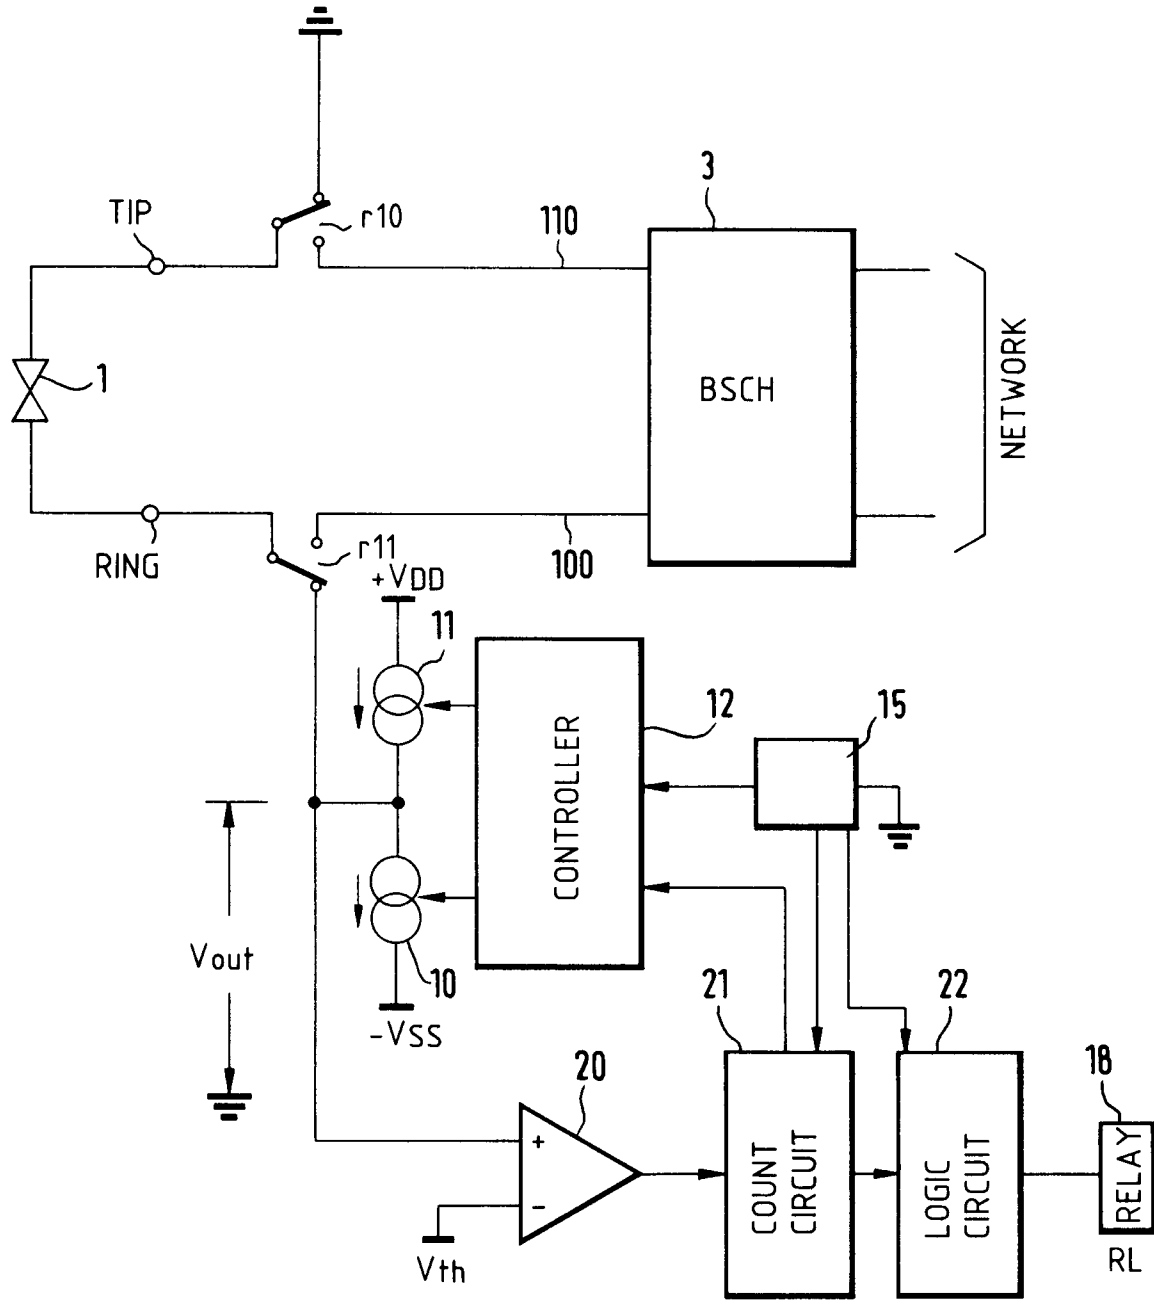 3
TIP
r10
110
1
BSCH
NETWORK
RING
r11
100
+VDD
11
12
15
CONTROLLER
Vout
10
-VSS
21
22
20
18
+
-
COUNT
CIRCUIT
LOGIC
CIRCUIT
RELAY
Vth
RL